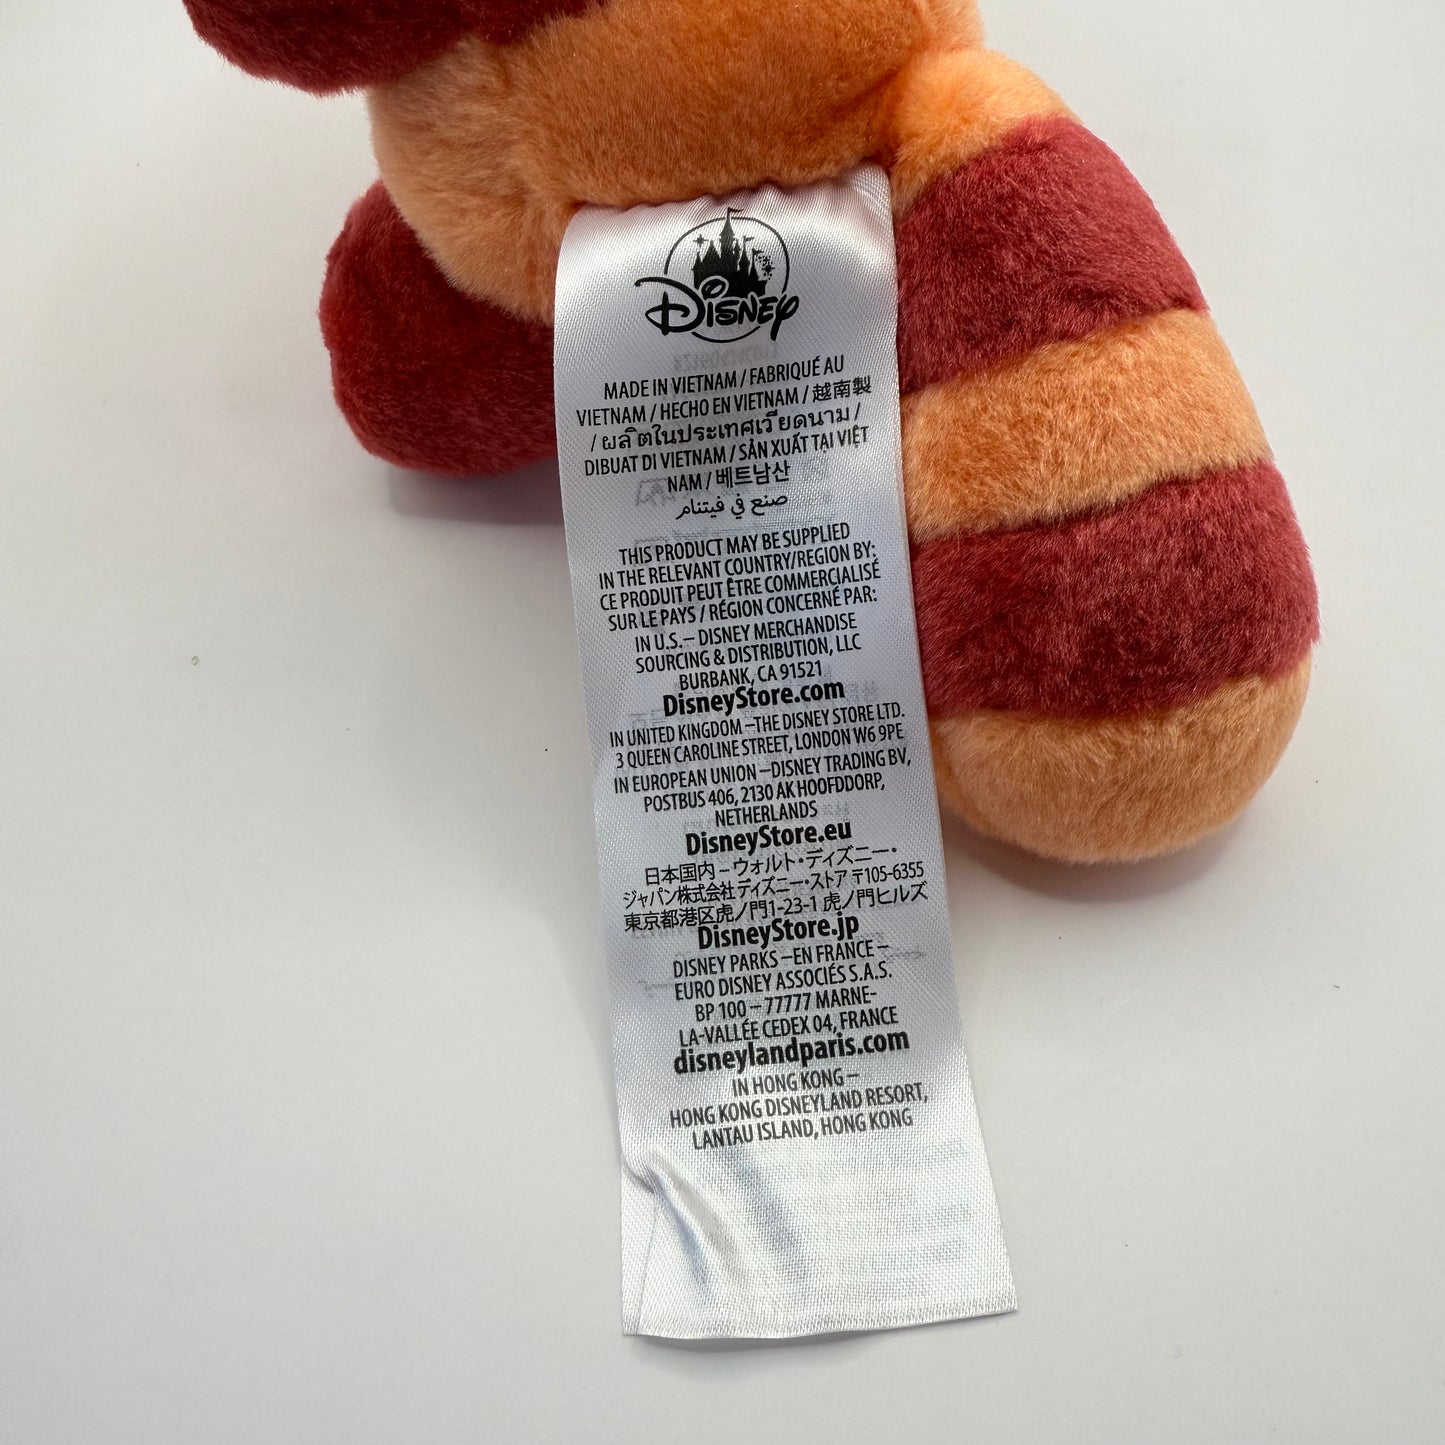 Disney
MADE IN VIETNAM / FABRIQUÉ AU
VIETNAM / HECHO EN VIETNAM / 越南製
/ ผลิตในประเทศเวียดนาม /
DIBUAT DI VIETNAM / SẢN XUẤT TẠI VIỆT
NAM / 베트남산
صنع في فيتنام
THIS PRODUCT MAY BE SUPPLIED
IN THE RELEVANT COUNTRY/REGION BY:
CE PRODUIT PEUT ÊTRE COMMERCIALISÉ
SUR LE PAYS / RÉGION CONCERNÉ PAR:
IN U.S.– DISNEY MERCHANDISE
SOURCING & DISTRIBUTION, LLC
BURBANK, CA 91521
DisneyStore.com
IN UNITED KINGDOM –THE DISNEY STORE LTD.
3 QUEEN CAROLINE STREET, LONDON W6 9PE
IN EUROPEAN UNION –DISNEY TRADING BV,
POSTBUS 406, 2130 AK HOOFDDORP,
NETHERLANDS
DisneyStore.eu
日本国内 – ウォルト・ディズニー・
ジャパン株式会社 ディズニー・ストア 〒105-6355
東京都港区虎ノ門1-23-1 虎ノ門ヒルズ
DisneyStore.jp
DISNEY PARKS –EN FRANCE –
EURO DISNEY ASSOCIÉS S.A.S.
BP 100 – 77777 MARNE-
LA-VALLÉE CEDEX 04, FRANCE
disneylandparis.com
IN HONG KONG –
HONG KONG DISNEYLAND RESORT,
LANTAU ISLAND, HONG KONG